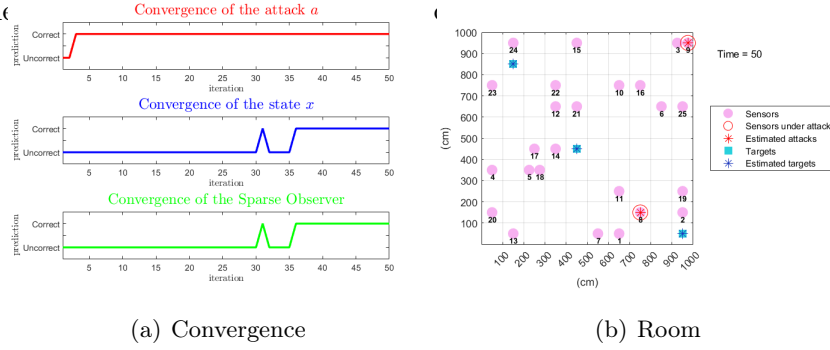 Convergence of the attack a
Correct
Uncorrect
prediction
5 10 15 20 25 30 35 40 45 50
iteration
Convergence of the state x
Correct
Uncorrect
prediction
5 10 15 20 25 30 35 40 45 50
iteration
Convergence of the Sparse Observer
Correct
Uncorrect
prediction
5 10 15 20 25 30 35 40 45 50
iteration
(a) Convergence
1000
900
800
700
600
500
400
300
200
100
(cm)
24 15 3 9
23 22 10 16
12 21 6 25
17 14
4 5 18
11 19
20 8 2
13 7 1
100 200 300 400 500 600 700 800 900 1000
(cm)
Time = 50
Sensors
Sensors under attack
Estimated attacks
Targets
Estimated targets
(b) Room